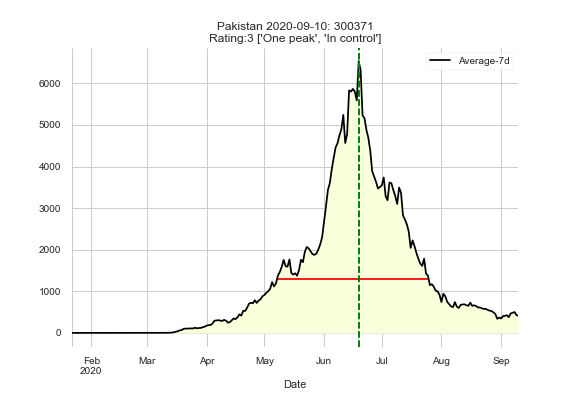 Pakistan 2020-09-10: 300371
Rating:3 ['One peak', 'In control']
Average-7d
6000
5000
4000
3000
2000
1000
0
Feb Mar Apr May Jun Jul Aug Sep
2020
Date